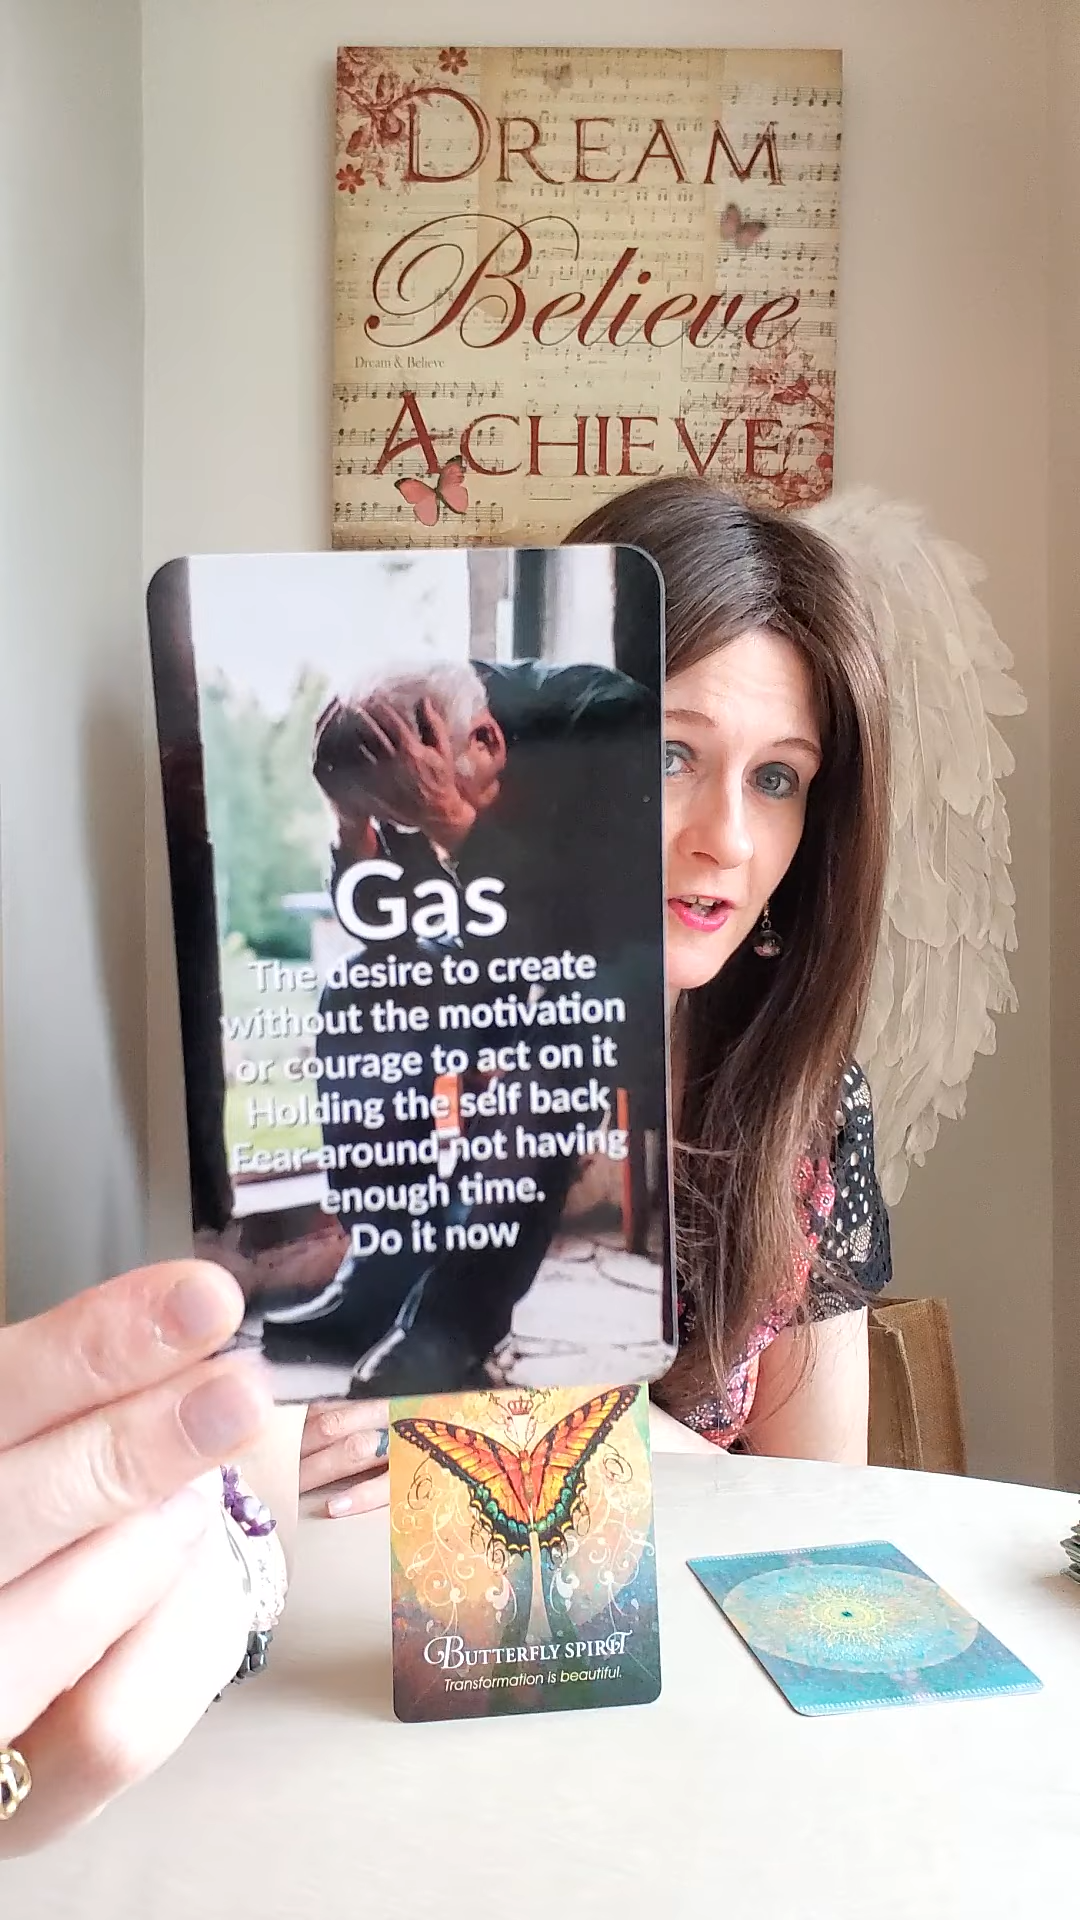 DREAM
Believe
Dream & Believe
ACHIEVE
Gas
The desire to create
without the motivation
or courage to act on it
Holding the self back
Fear around not having
enough time.
Do it now
BUTTERFLY SPIRIT
Transformation is beautiful.